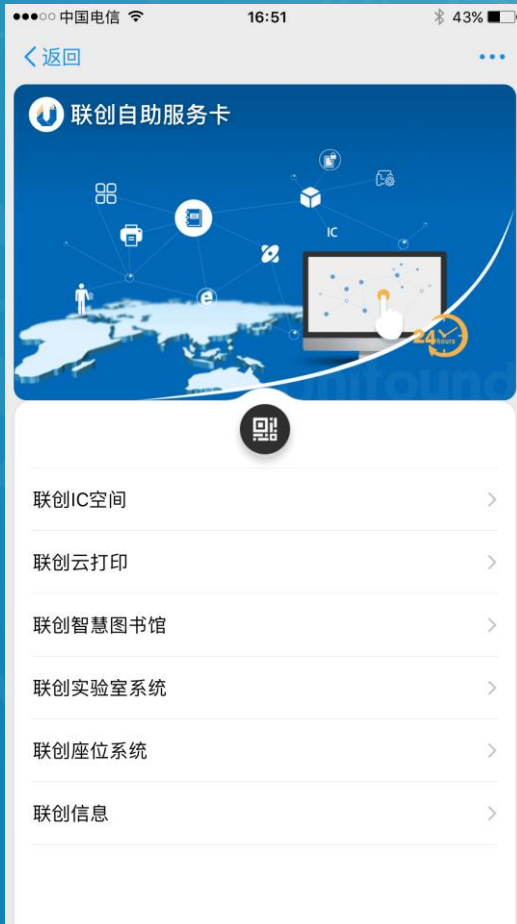 中国电信 16:51 43%
返回
联创自助服务卡
IC
e
24hours
unifound
联创IC空间
联创云打印
联创智慧图书馆
联创实验室系统
联创座位系统
联创信息